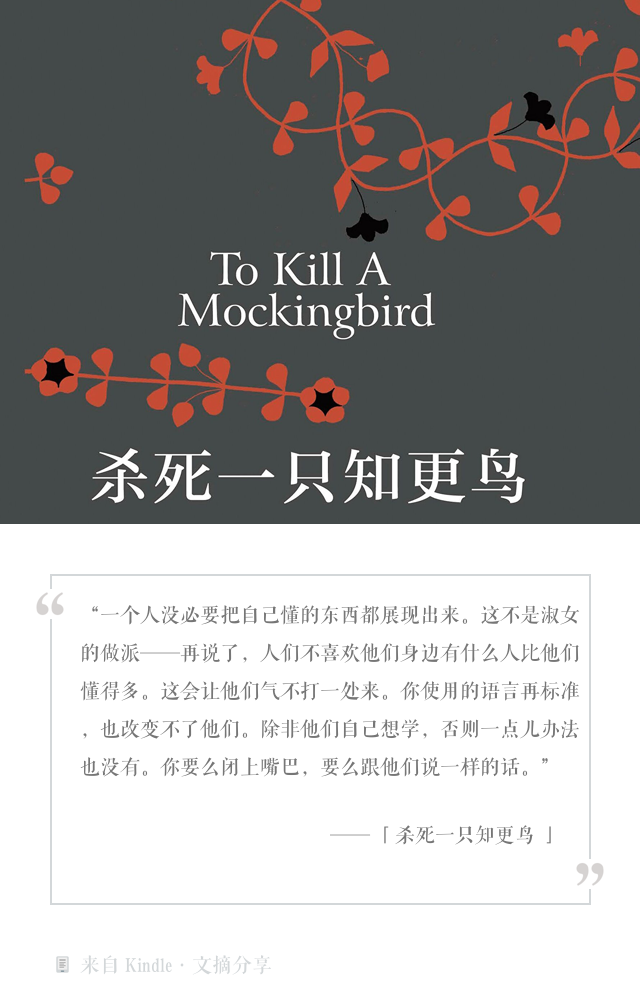 To Kill A
Mockingbird
杀死一只知更鸟
“一个人没必要把自己懂的东西都展现出来。这不是淑女
的做派——再说了，人们不喜欢他们身边有什么人比他们
懂得多。这会让他们气不打一处来。你使用的语言再标准
，也改变不了他们。除非他们自己想学，否则一点儿办法
也没有。你要么闭上嘴巴，要么跟他们说一样的话。”
——「 杀死一只知更鸟 」
来自 Kindle · 文摘分享